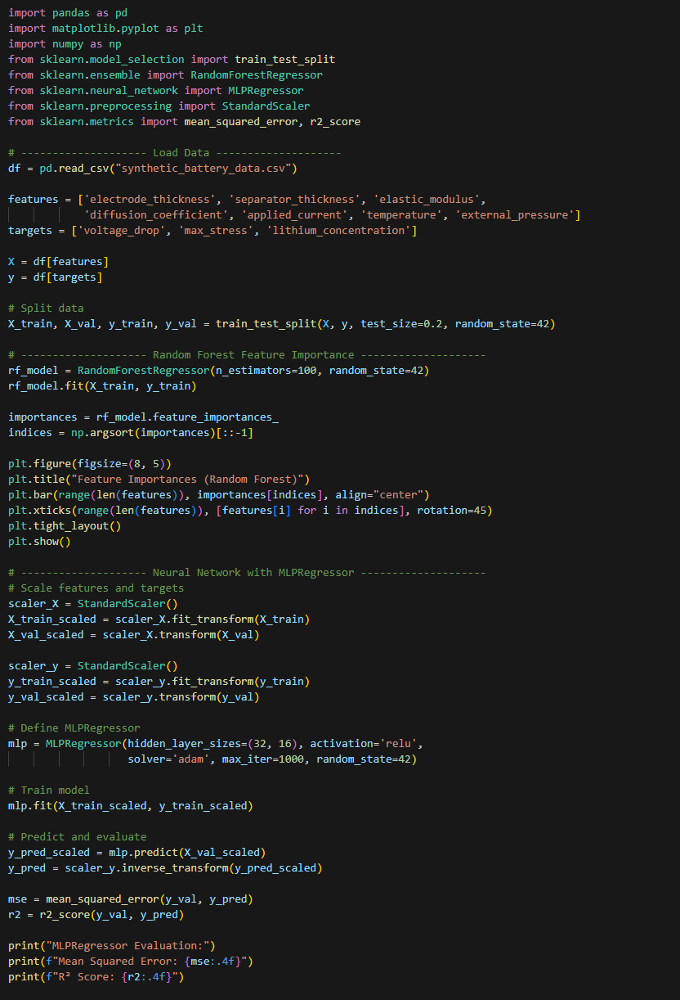 import pandas as pd
import matplotlib.pyplot as plt
import numpy as np
from sklearn.model_selection import train_test_split
from sklearn.ensemble import RandomForestRegressor
from sklearn.neural_network import MLPRegressor
from sklearn.preprocessing import StandardScaler
from sklearn.metrics import mean_squared_error, r2_score

# -------------------- Load Data --------------------
df = pd.read_csv("synthetic_battery_data.csv")

features = ['electrode_thickness', 'separator_thickness', 'elastic_modulus',
            'diffusion_coefficient', 'applied_current', 'temperature', 'external_pressure']
targets = ['voltage_drop', 'max_stress', 'lithium_concentration']

X = df[features]
y = df[targets]

# Split data
X_train, X_val, y_train, y_val = train_test_split(X, y, test_size=0.2, random_state=42)

# -------------------- Random Forest Feature Importance --------------------
rf_model = RandomForestRegressor(n_estimators=100, random_state=42)
rf_model.fit(X_train, y_train)

importances = rf_model.feature_importances_
indices = np.argsort(importances)[::-1]

plt.figure(figsize=(8, 5))
plt.title("Feature Importances (Random Forest)")
plt.bar(range(len(features)), importances[indices], align="center")
plt.xticks(range(len(features)), [features[i] for i in indices], rotation=45)
plt.tight_layout()
plt.show()

# -------------------- Neural Network with MLPRegressor --------------------
# Scale features and targets
scaler_X = StandardScaler()
X_train_scaled = scaler_X.fit_transform(X_train)
X_val_scaled = scaler_X.transform(X_val)

scaler_y = StandardScaler()
y_train_scaled = scaler_y.fit_transform(y_train)
y_val_scaled = scaler_y.transform(y_val)

# Define MLPRegressor
mlp = MLPRegressor(hidden_layer_sizes=(32, 16), activation='relu',
                   solver='adam', max_iter=1000, random_state=42)

# Train model
mlp.fit(X_train_scaled, y_train_scaled)

# Predict and evaluate
y_pred_scaled = mlp.predict(X_val_scaled)
y_pred = scaler_y.inverse_transform(y_pred_scaled)

mse = mean_squared_error(y_val, y_pred)
r2 = r2_score(y_val, y_pred)

print("MLPRegressor Evaluation:")
print(f"Mean Squared Error: {mse:.4f}")
print(f"R² Score: {r2:.4f}")